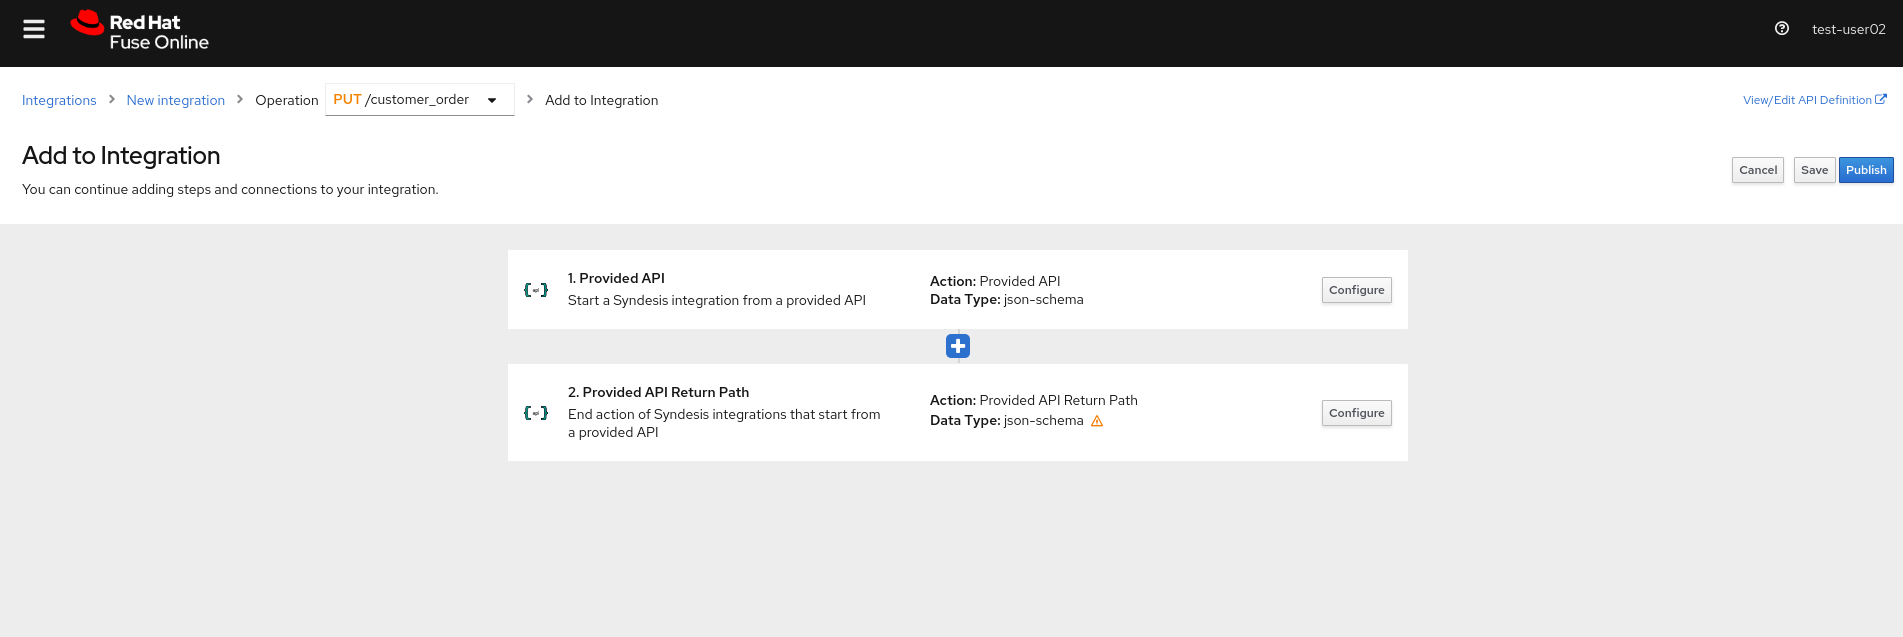 Red Hat
Fuse Online
test-user02
Integrations > New integration > Operation PUT /customer_order > Add to Integration
View/Edit API Definition
Add to Integration
You can continue adding steps and connections to your integration.
Cancel Save Publish
1. Provided API
Start a Syndesis integration from a provided API
Action: Provided API
Data Type: json-schema
Configure
2. Provided API Return Path
End action of Syndesis integrations that start from
a provided API
Action: Provided API Return Path
Data Type: json-schema
Configure